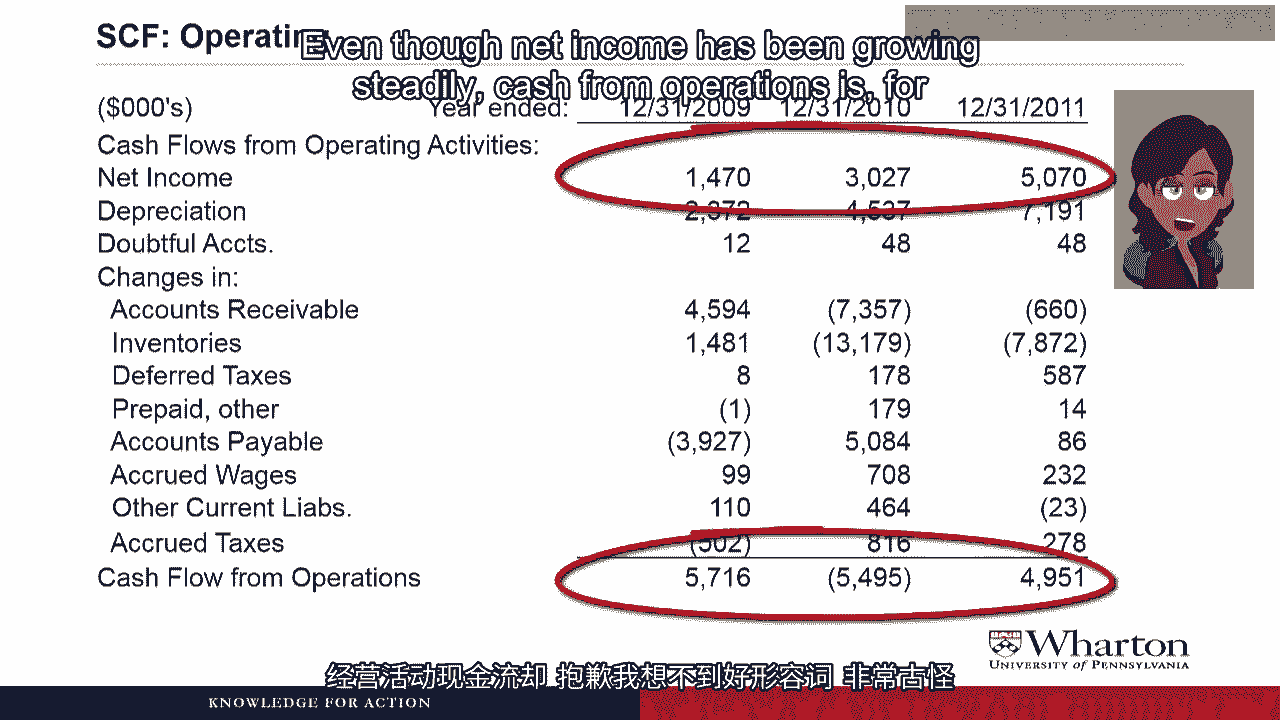 SCF: Operating
Even though net income has been growing
steadily, cash from operations is, for
($000's) Year ended: 12/31/2009 12/31/2010 12/31/2011
Cash Flows from Operating Activities:
Net Income 1,470 3,027 5,070
Depreciation 2,372 4,537 7,191
Doubtful Accts. 12 48 48
Changes in:
Accounts Receivable 4,594 (7,357) (660)
Inventories 1,481 (13,179) (7,872)
Deferred Taxes 8 178 587
Prepaid, other (1) 179 14
Accounts Payable (3,927) 5,084 86
Accrued Wages 99 708 232
Other Current Liabs. 110 464 (23)
Accrued Taxes (502) 816 278
Cash Flow from Operations 5,716 (5,495) 4,951
Wharton
UNIVERSITY OF PENNSYLVANIA
经营活动现金流却 抱歉我想不到好形容词 非常古怪
KNOWLEDGE FOR ACTION